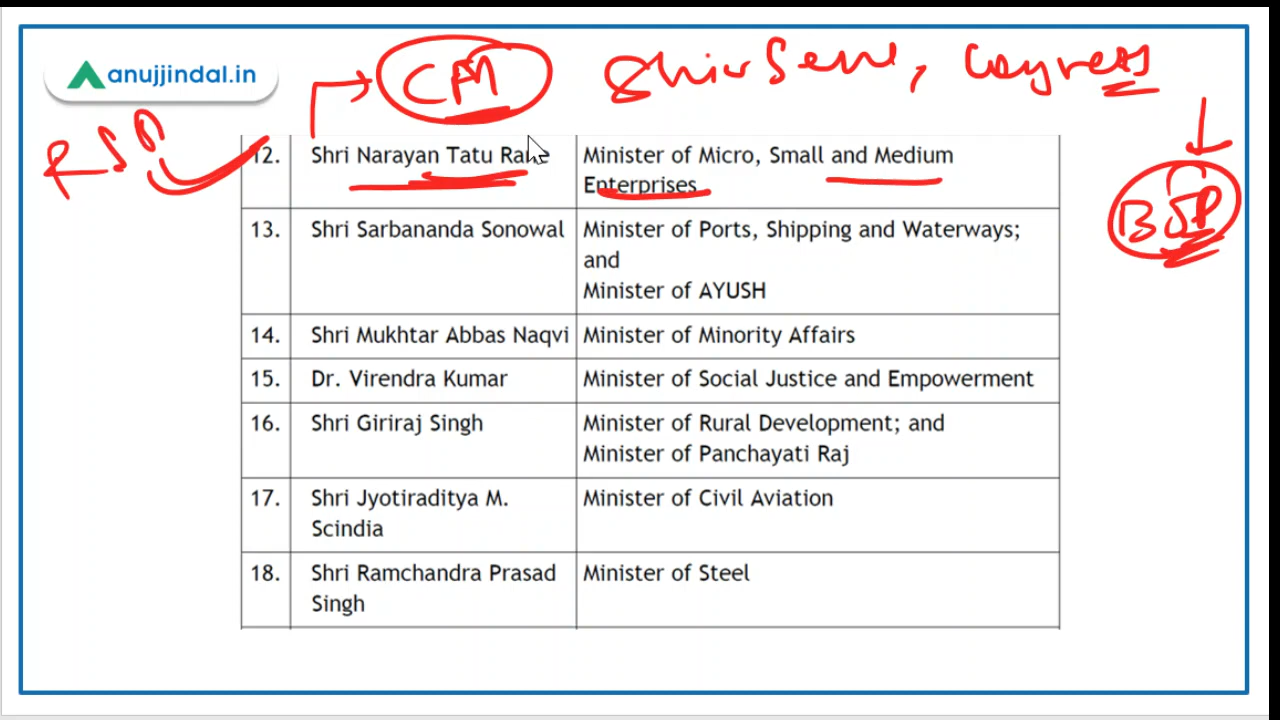 anujjindal.in
CM
Shiv Sena, Congress
BJP
12. Shri Narayan Tatu Rane Minister of Micro, Small and Medium
Enterprises
13. Shri Sarbananda Sonowal Minister of Ports, Shipping and Waterways;
and
Minister of AYUSH
14. Shri Mukhtar Abbas Naqvi Minister of Minority Affairs
15. Dr. Virendra Kumar Minister of Social Justice and Empowerment
16. Shri Giriraj Singh Minister of Rural Development; and
Minister of Panchayati Raj
17. Shri Jyotiraditya M. Minister of Civil Aviation
Scindia
18. Shri Ramchandra Prasad Minister of Steel
Singh